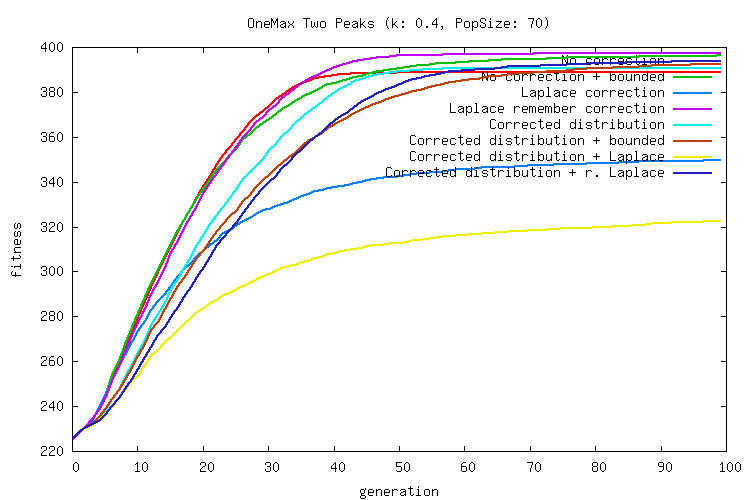 OneMax Two Peaks (k: 0.4, PopSize: 70)
400
380
360
340
320
300
280
260
240
220
fitness
No correction
No correction + bounded
Laplace correction
Laplace remember correction
Corrected distribution
Corrected distribution + bounded
Corrected distribution + Laplace
Corrected distribution + r. Laplace
0 10 20 30 40 50 60 70 80 90 100
generation